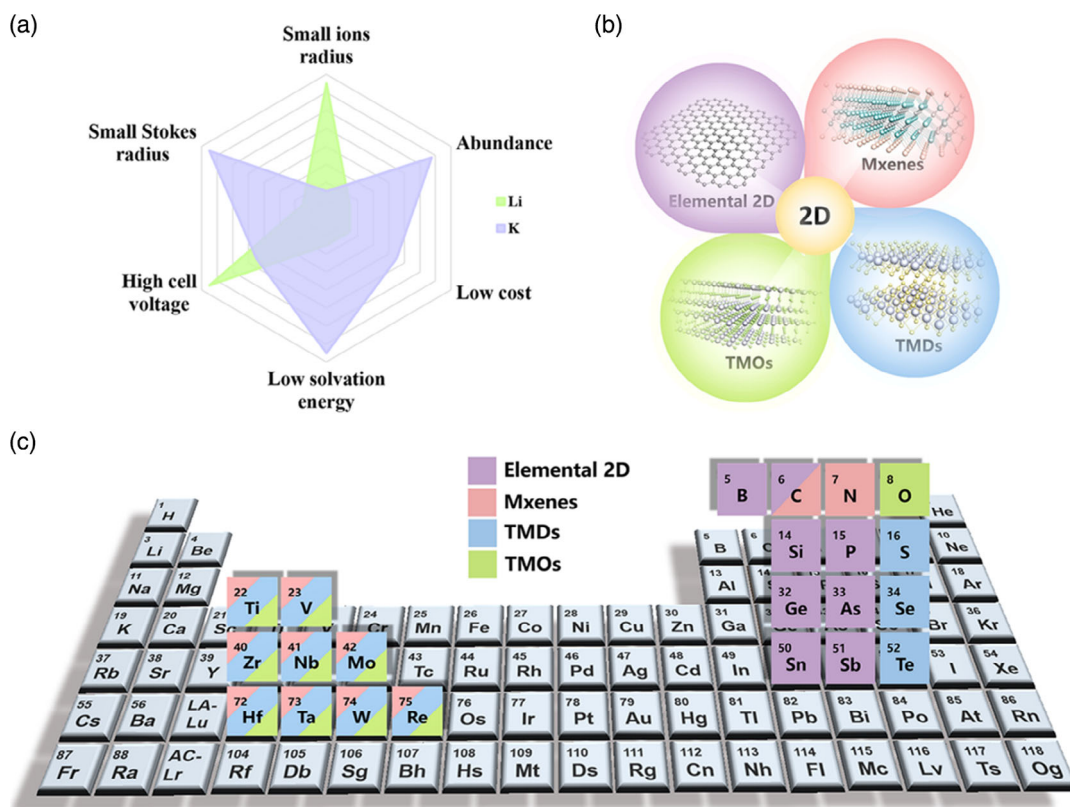 (a)
Small ions
radius
Small Stokes
radius
Abundance
Li
K
High cell
voltage
Low cost
Low solvation
energy
(b)
Elemental 2D
Mxenes
2D
TMOs
TMDs
(c)
Elemental 2D
Mxenes
TMDs
TMOs
5 B 6 C 7 N 8 O
1 H He
3 Li 4 Be 5 B 6 14 Si 15 P 16 S 10 Ne
11 Na 12 Mg 22 Ti 23 V 13 Al 32 Ge 33 As 34 Se 18 Ar
19 K 20 Ca 21 24 Cr 25 Mn 26 Fe 27 Co 28 Ni 29 Cu 30 Zn 31 Ga 35 Br 36 Kr
37 Rb 38 Sr 39 Y 40 Zr 41 Nb 42 Mo 43 Tc 44 Ru 45 Rh 46 Pd 47 Ag 48 Cd 49 In 50 Sn 51 Sb 52 Te 53 I 54 Xe
55 Cs 56 Ba LA-Lu 72 Hf 73 Ta 74 W 75 Re 76 Os 77 Ir 78 Pt 79 Au 80 Hg 81 Tl 82 Pb 83 Bi 84 Po 85 At 86 Rn
87 Fr 88 Ra AC-Lr 104 Rf 105 Db 106 Sg 107 Bh 108 Hs 109 Mt 110 Ds 111 Rg 112 Cn 113 Nh 114 Fl 115 Mc 116 Lv 117 Ts 118 Og